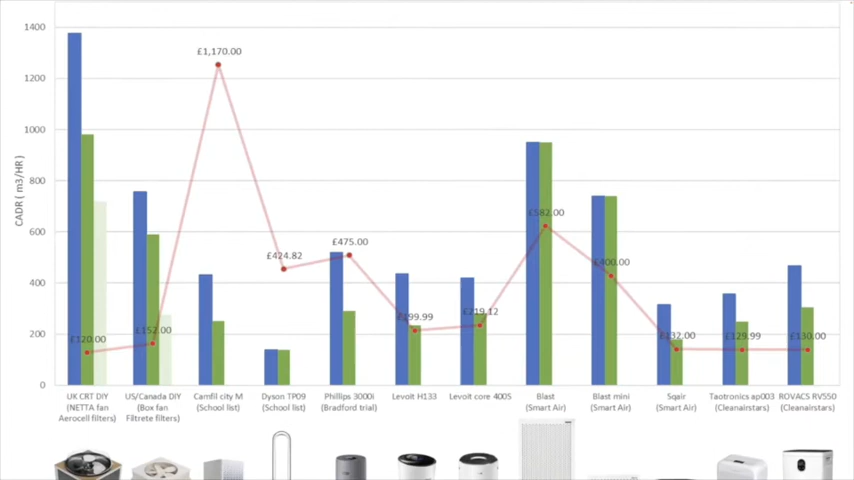 1400
1200
1000
800
600
400
200
0
CADR ( m3/HR)
£120.00
£152.00
£1,170.00
£424.82
£475.00
£199.99
£219.12
£582.00
£400.00
£132.00
£129.99
£130.00
UK CRT DIY
(NETTA fan
Aerocell filters)
US/Canada DIY
(Box fan
Filtrete filters)
Camfil city M
(School list)
Dyson TP09
(School list)
Phillips 3000i
(Bradford trial)
Levoit H133
Levoit core 400S
Blast
(Smart Air)
Blast mini
(Smart Air)
Sqair
(Smart Air)
Taotronics ap003
(Cleanairstars)
ROVACS RV550
(Cleanairstars)